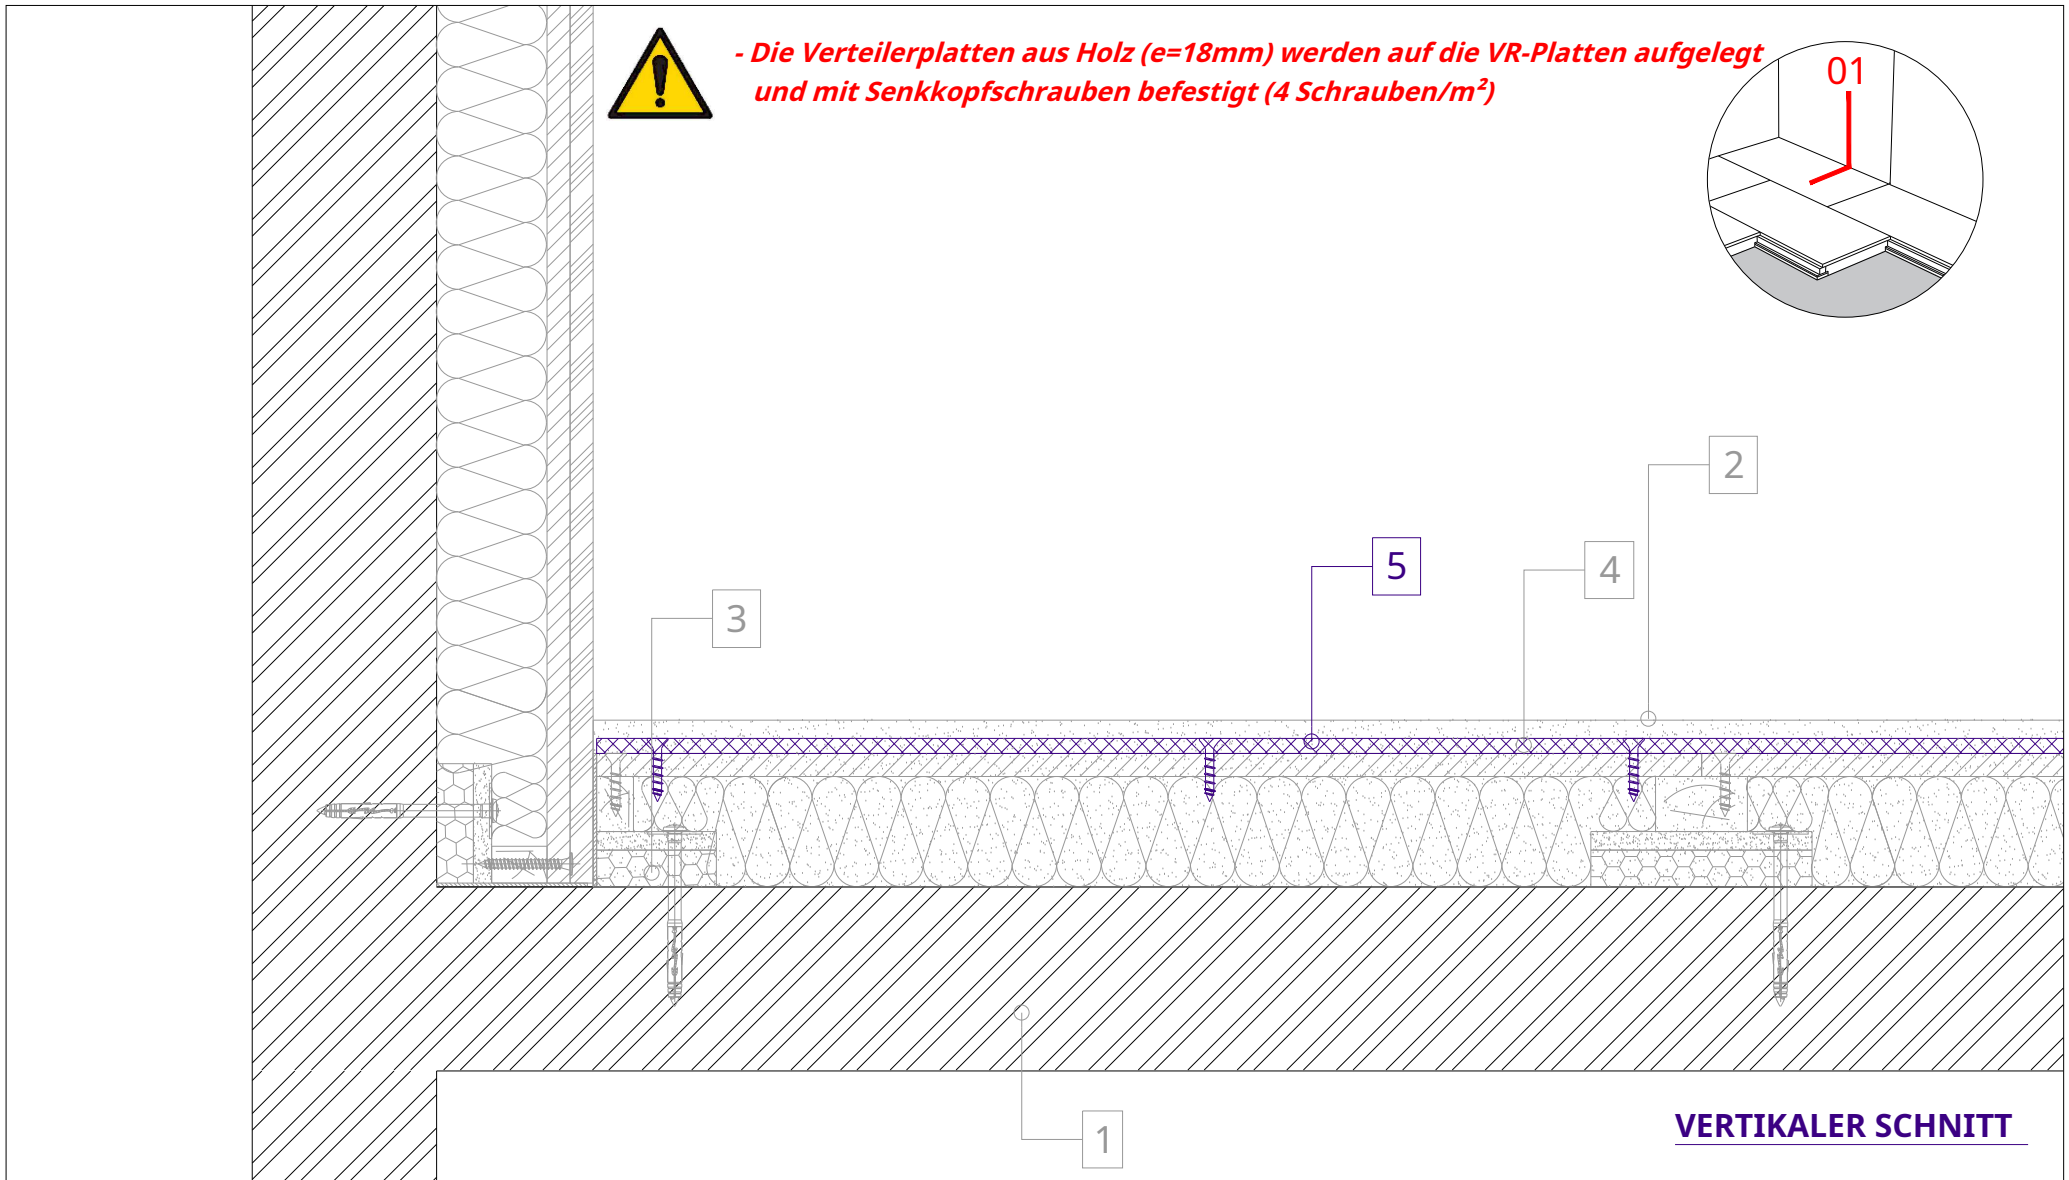 - Die Verteilerplatten aus Holz (e=18mm) werden auf die VR-Platten aufgelegt
und mit Senkkopfschrauben befestigt (4 Schrauben/m²)
01
2
5
4
3
1
VERTIKALER SCHNITT